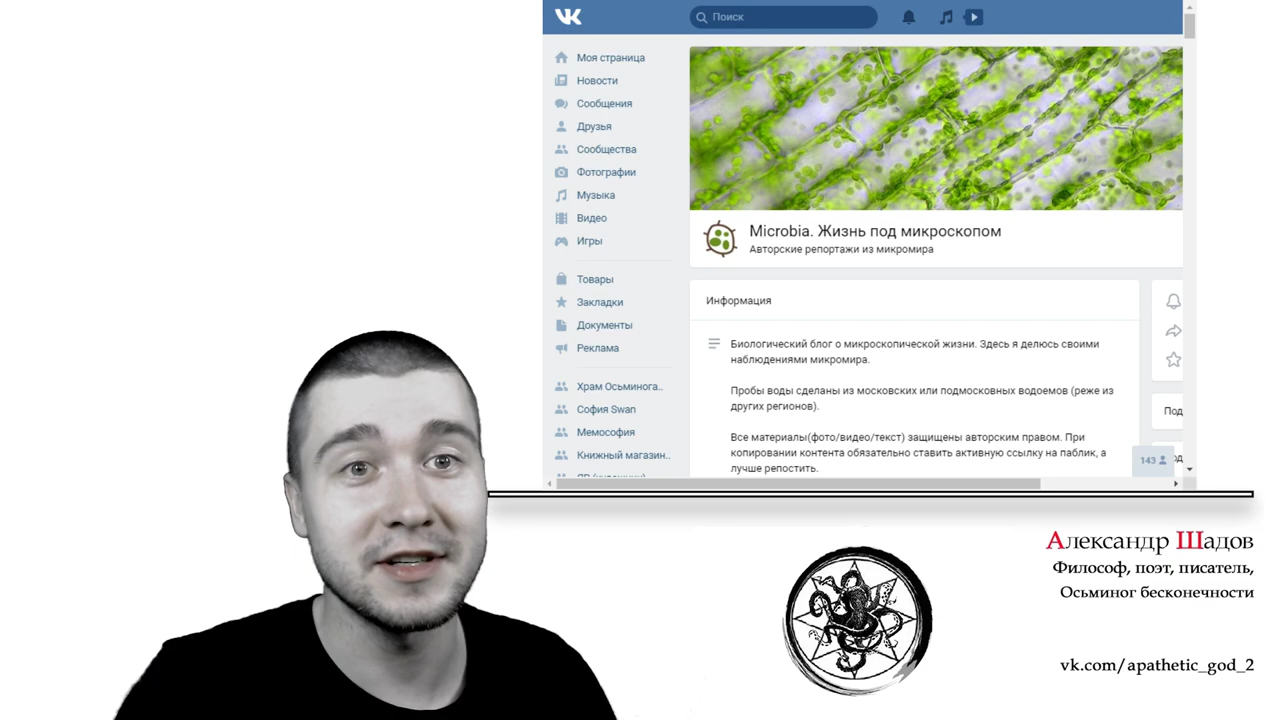 Поиск
Моя страница
Новости
Сообщения
Друзья
Сообщества
Фотографии
Музыка
Видео
Игры
Товары
Закладки
Документы
Реклама
Храм Осьминога..
София Swan
Мемософия
Книжный магазин..
Microbia. Жизнь под микроскопом
Авторские репортажи из микромира
Информация
Биологический блог о микроскопической жизни. Здесь я делюсь своими
наблюдениями микромира.
Пробы воды сделаны из московских или подмосковных водоемов (реже из
других регионов).
Все материалы(фото/видео/текст) защищены авторским правом. При
копировании контента обязательно ставить активную ссылку на паблик, а
лучше репостить.
Под
143
Александр Шадов
Философ, поэт, писатель,
Осьминог бесконечности
vk.com/apathetic_god_2